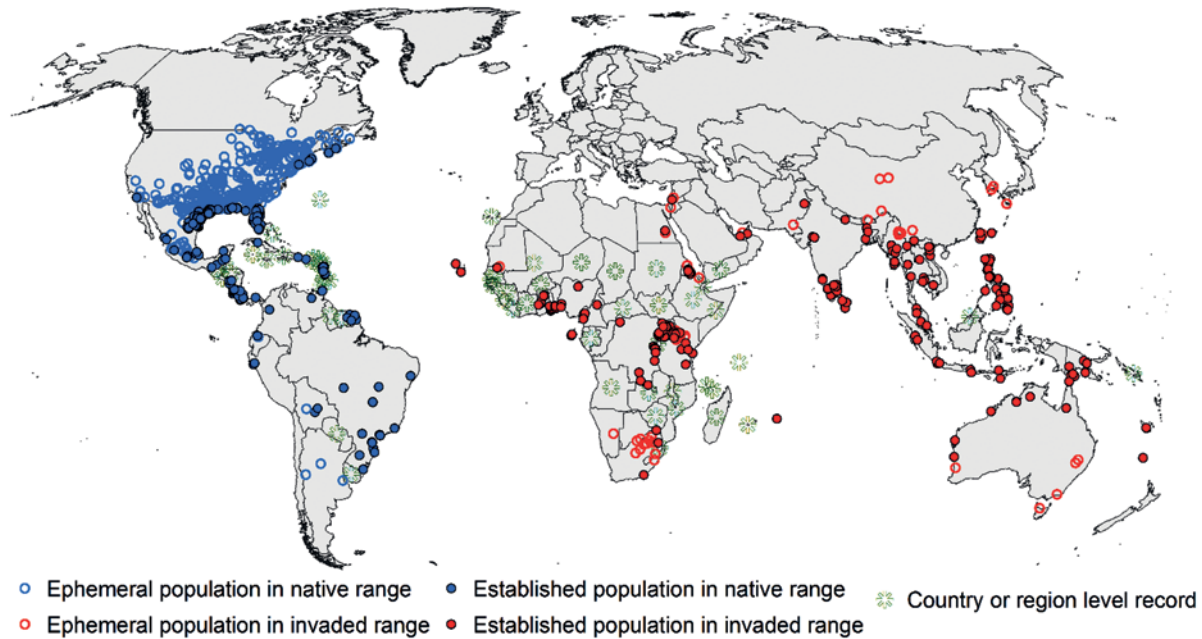 Ephemeral population in native range
Established population in native range
Country or region level record
Ephemeral population in invaded range
Established population in invaded range